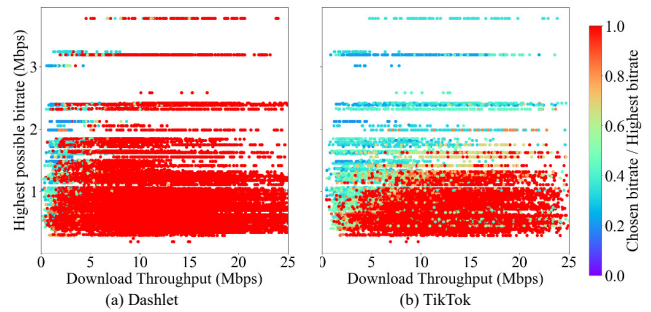 Highest possible bitrate (Mbps)
3
2
1
0 5 10 15 20 25
Download Throughput (Mbps)
(a) Dashlet
0 5 10 15 20 25
Download Throughput (Mbps)
(b) TikTok
1.0
0.8
0.6
0.4
0.2
0.0
Chosen bitrate / Highest bitrate